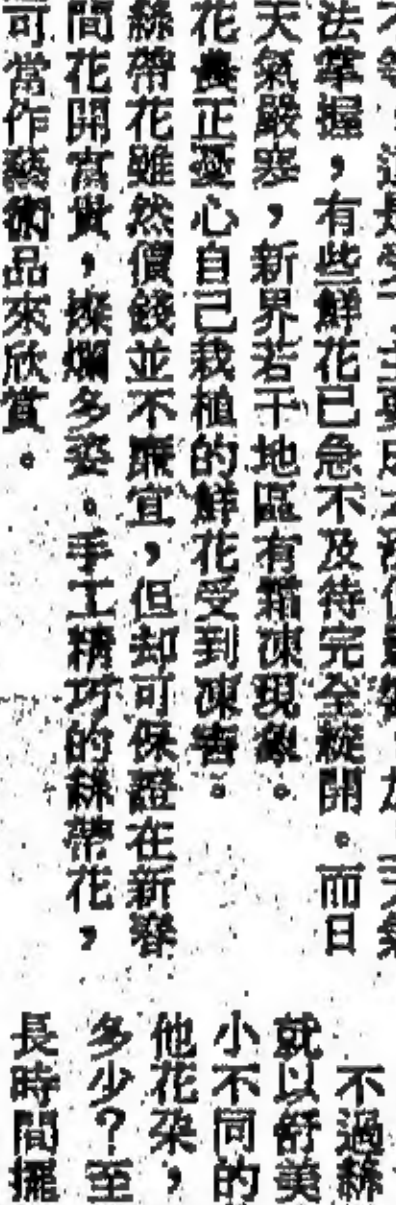 法掌握，有些鮮花已急不及待完全綻開。而日
天氣嚴寒，新界若干地區有霜凍現象。
花農正憂心自己栽植的鮮花受到凍害。
絲帶花雖然價錢並不廉宜，但却可保證在新春
間花開富貴，燦爛多姿。手工精巧的絲帶花，
可當作藝術品來欣賞。
不過絲
就以舒美
小不同的
他花朵，
多少？至
長時間擺